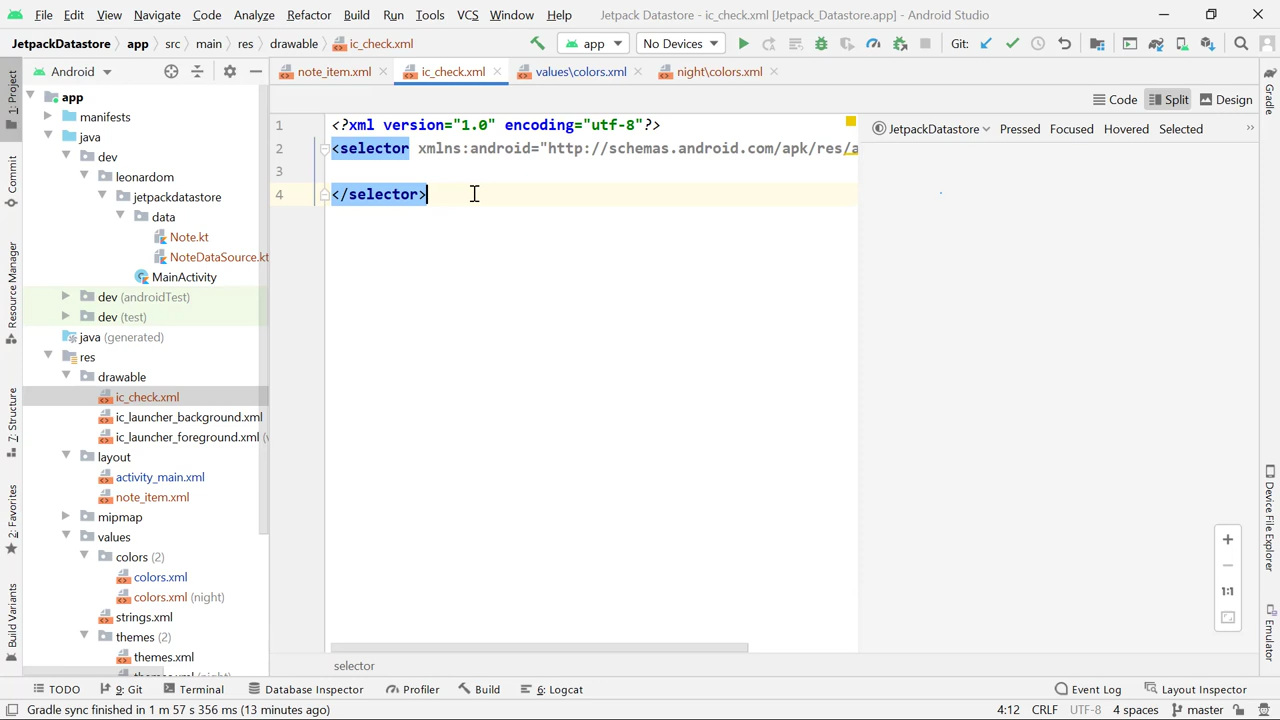 File Edit View Navigate Code Analyze Refactor Build Run Tools VCS Window Help Jetpack Datastore - ic_check.xml [Jetpack_Datastore.app] - Android Studio
JetpackDatastore app src main res drawable ic_check.xml app No Devices Git:
Android note_item.xml ic_check.xml values\colors.xml night\colors.xml
Code Split Design
JetpackDatastore Pressed Focused Hovered Selected
1 <?xml version="1.0" encoding="utf-8"?>
2 <selector xmlns:android="http://schemas.android.com/apk/res/a
3
4 </selector>
app
manifests
java
dev
leonardom
jetpackdatastore
data
Note.kt
NoteDataSource.kt
MainActivity
dev (androidTest)
dev (test)
java (generated)
res
drawable
ic_check.xml
ic_launcher_background.xml
ic_launcher_foreground.xml (v
layout
activity_main.xml
note_item.xml
mipmap
values
colors (2)
colors.xml
colors.xml (night)
strings.xml
themes (2)
themes.xml
themes.xml (night)
1: Project
Commit
Resource Manager
7: Structure
2: Favorites
Build Variants
Gradle
Device File Explorer
Emulator
1:1
selector
TODO 9: Git Terminal Database Inspector Profiler Build 6: Logcat Event Log Layout Inspector
Gradle sync finished in 1 m 57 s 356 ms (13 minutes ago) 4:12 CRLF UTF-8 4 spaces master